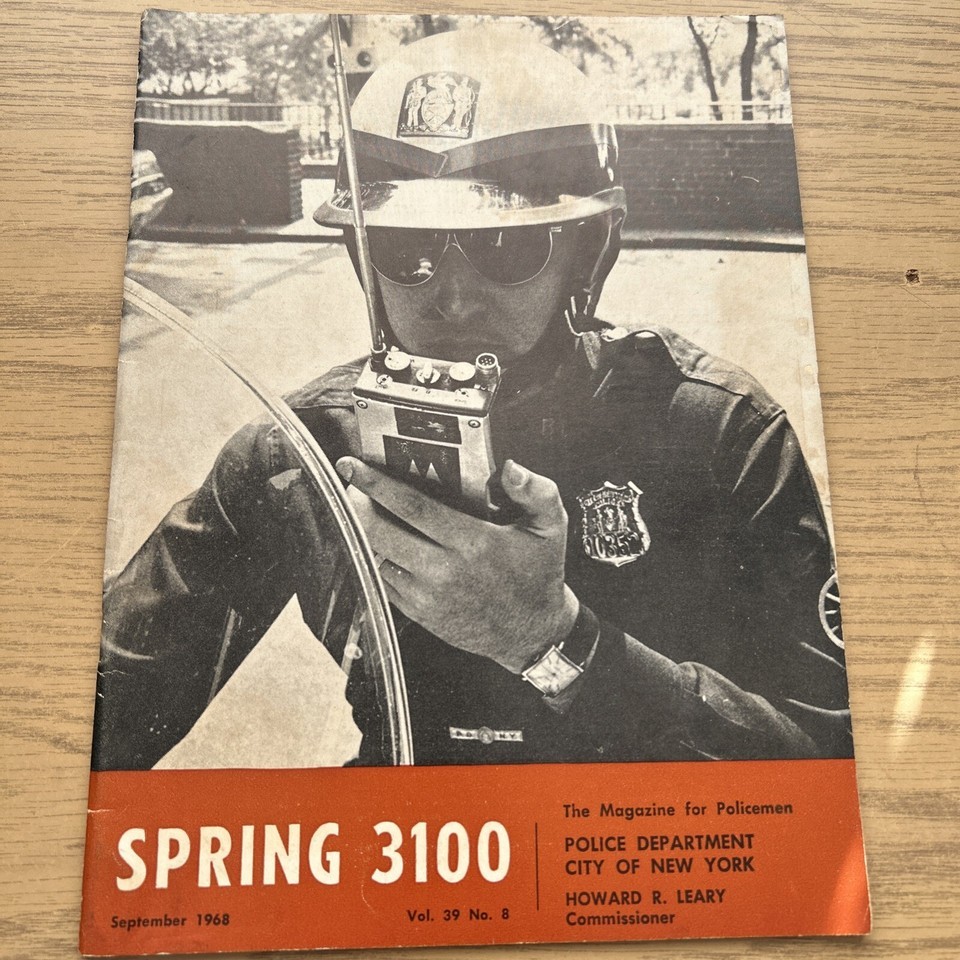 P D N Y
SPRING 3100
September 1968
Vol. 39 No. 8
The Magazine for Policemen
POLICE DEPARTMENT
CITY OF NEW YORK
HOWARD R. LEARY
Commissioner